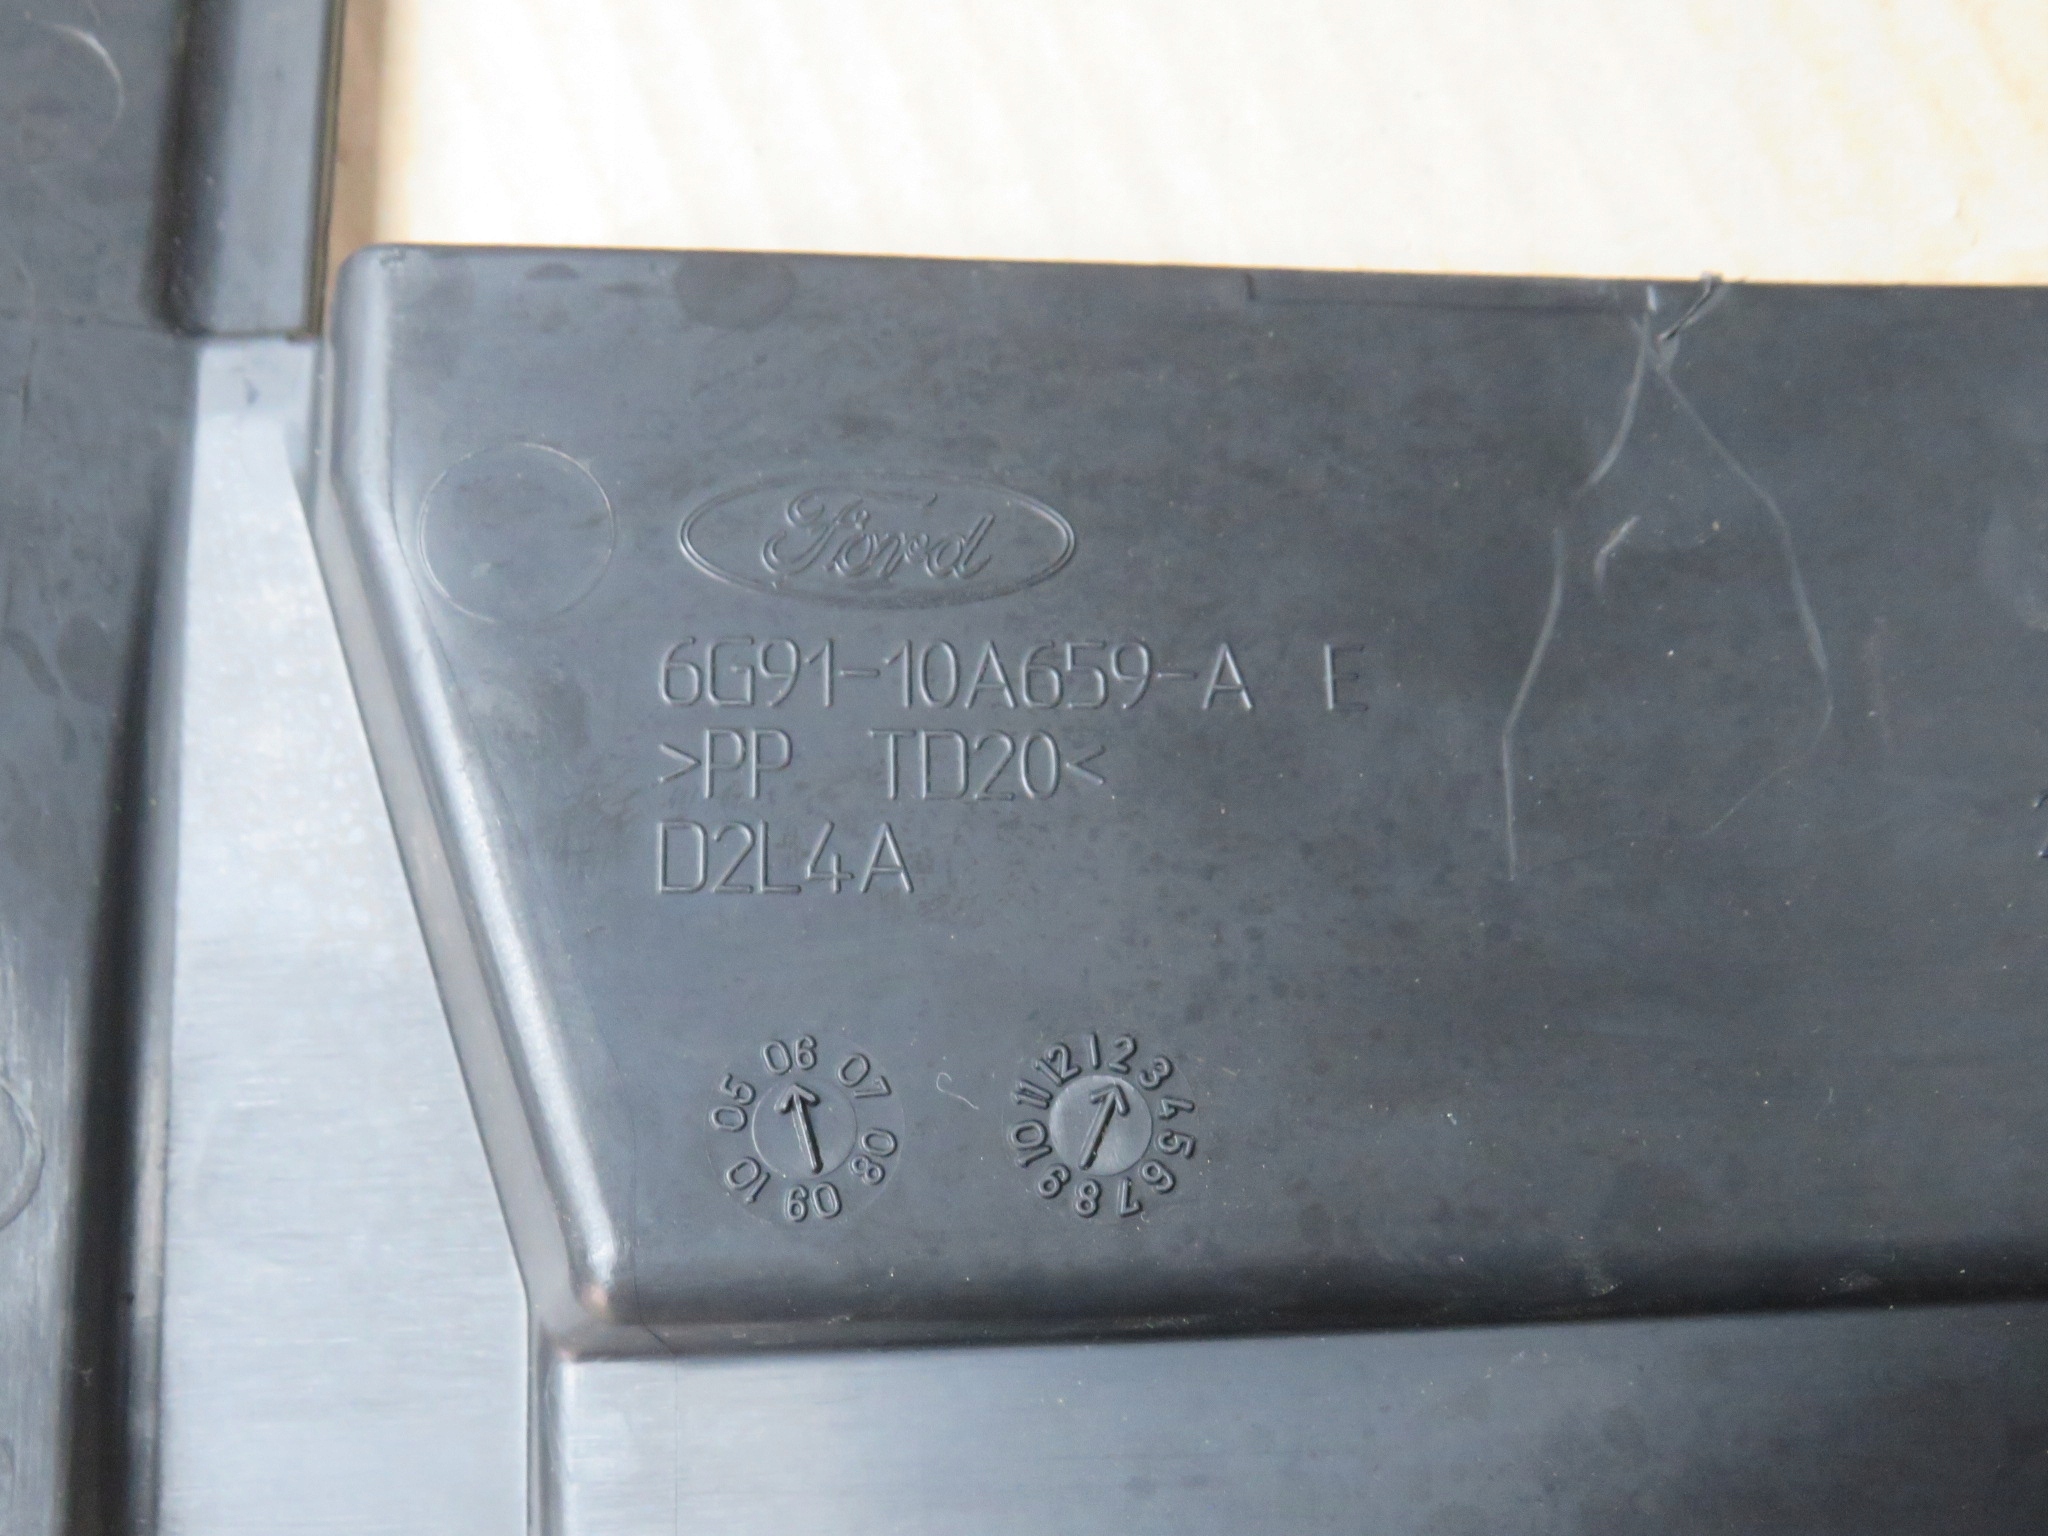 Ford
6G91-10A659-A E
>PP TD20<
D2L4A
05 06 07 08 09 10
1 2 3 4 5 6 7 8 9 10 11 12